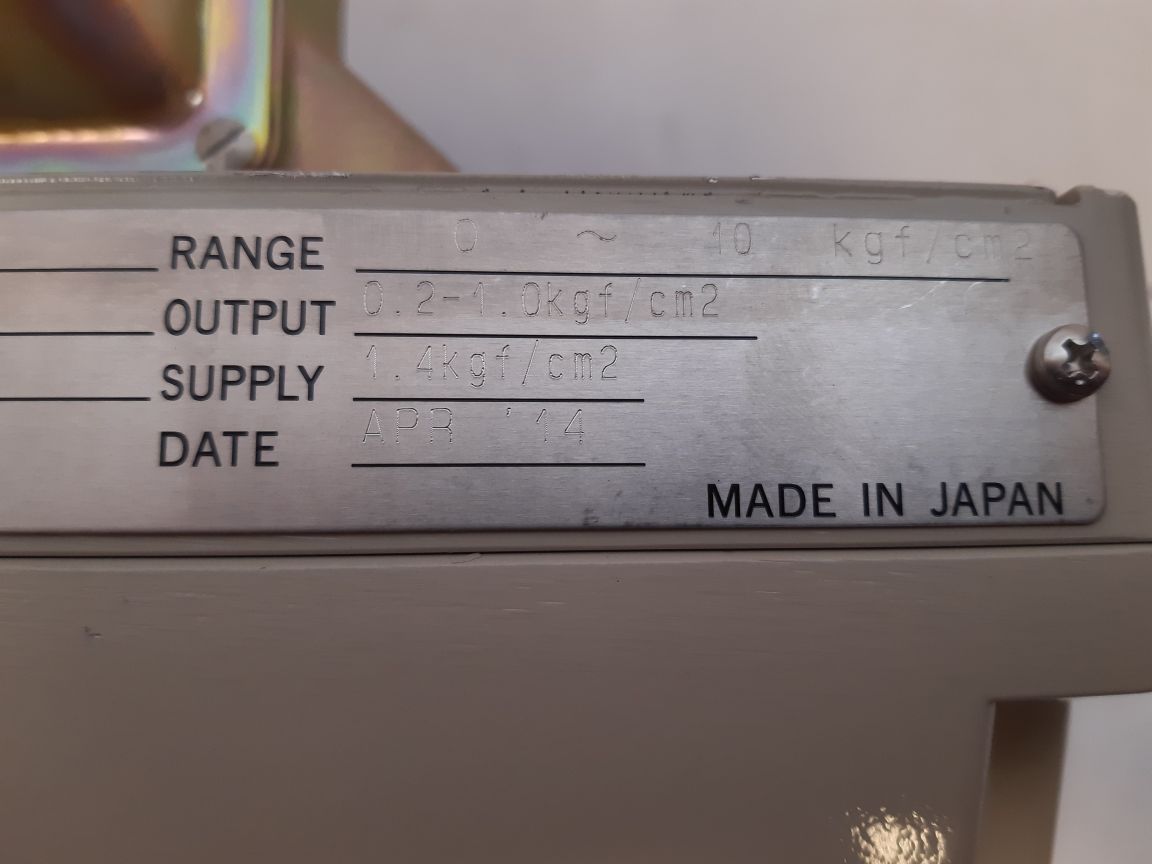 RANGE 0 ~ 10 kgf/cm2
OUTPUT 0.2-1.0kgf/cm2
SUPPLY 1.4kgf/cm2
DATE APR '14
MADE IN JAPAN